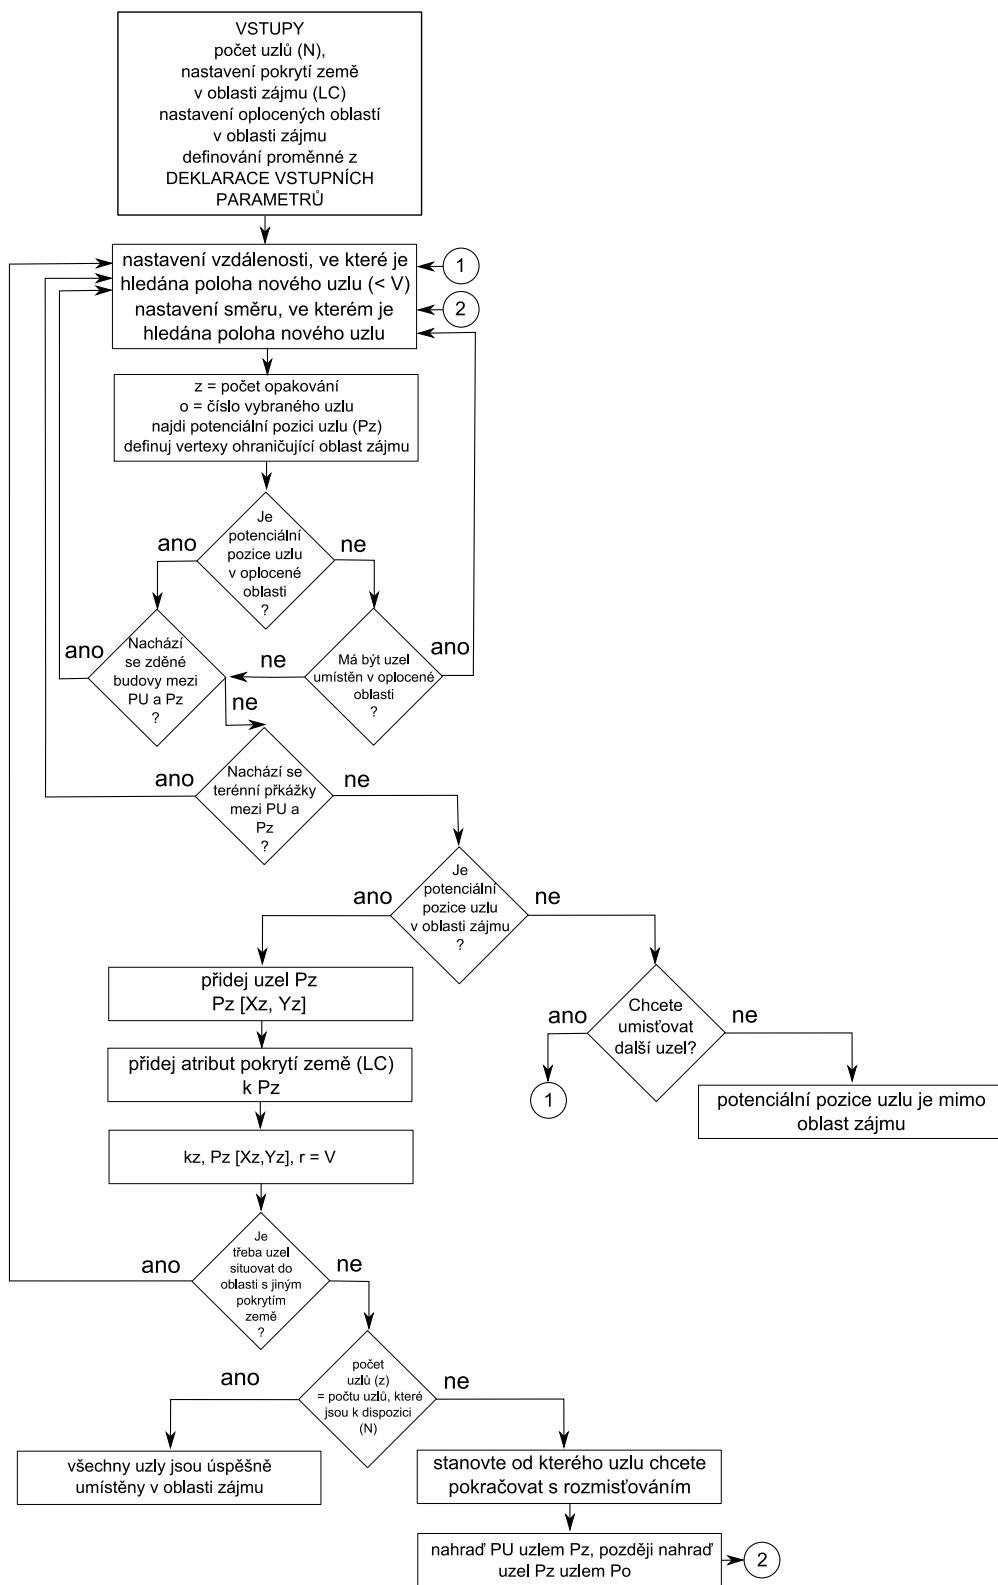 VSTUPY
počet uzlů (N),
nastavení pokrytí země
v oblasti zájmu (LC)
nastavení oplocených oblastí
v oblasti zájmu
definování proměnné z
DEKLARACE VSTUPNÍCH
PARAMETRŮ
nastavení vzdálenosti, ve které je
hledána poloha nového uzlu (< V)
nastavení směru, ve kterém je
hledána poloha nového uzlu
1
2
z = počet opakování
o = číslo vybraného uzlu
najdi potenciální pozici uzlu (Pz)
definuj vertexy ohraničující oblast zájmu
Je
potenciální
pozice uzlu
v oplocené
oblasti
?
ano
ne
Nachází
se zděné
budovy mezi
PU a Pz
?
ano
ne
Má být uzel
umístěn v oplocené
oblasti
?
ne
ano
Nachází se
terénní překážky
mezi PU a
Pz
?
ano
ne
Je
potenciální
pozice uzlu
v oblasti zájmu
?
ano
ne
přidej uzel Pz
Pz [Xz, Yz]
Chcete
umisťovat
další uzel?
ano
ne
1
potenciální pozice uzlu je mimo
oblast zájmu
přidej atribut pokrytí země (LC)
k Pz
kz, Pz [Xz,Yz], r = V
Je
třeba uzel
situovat do
oblasti s jiným
pokrytím
země
?
ano
ne
počet
uzlů (z)
= počtu uzlů, které
jsou k dispozici
(N)
ano
ne
všechny uzly jsou úspěšně
umístěny v oblasti zájmu
stanovte od kterého uzlu chcete
pokračovat s rozmisťováním
nahraď PU uzlem Pz, později nahraď
uzel Pz uzlem Po
2